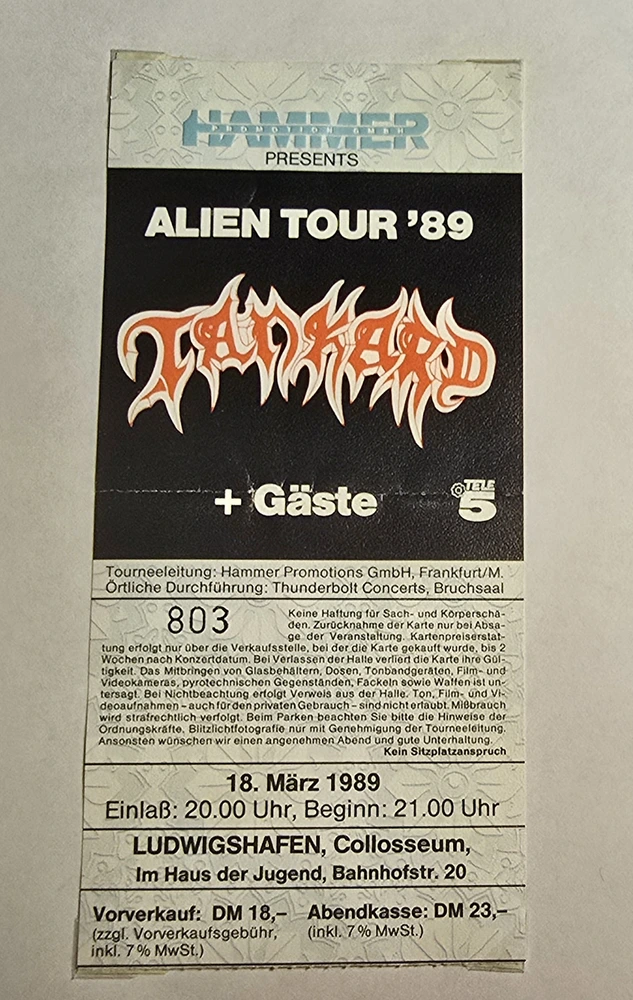 HAMMER
PROMOTION GMBH
PRESENTS
ALIEN TOUR '89
TANKARD
+ Gäste
TELE 5
Tourneeleitung: Hammer Promotions GmbH, Frankfurt/M.
Örtliche Durchführung: Thunderbolt Concerts, Bruchsaal
803
Keine Haftung für Sach- und Körperschä-
den. Zurücknahme der Karte nur bei Absa-
ge der Veranstaltung. Kartenpreiserstat-
tung erfolgt nur über die Verkaufsstelle, bei der die Karte gekauft wurde, bis 2
Wochen nach Konzertdatum. Bei Verlassen der Halle verliert die Karte ihre Gül-
tigkeit. Das Mitbringen von Glasbehältern, Dosen, Tonbandgeräten, Film- und
Videokameras, pyrotechnischen Gegenständen, Fackeln sowie Waffen ist un-
tersagt. Bei Nichtbeachtung erfolgt Verweis aus der Halle. Ton, Film- und Vi-
deoaufnahmen – auch für den privaten Gebrauch – sind nicht erlaubt. Mißbrauch
wird strafrechtlich verfolgt. Beim Parken beachten Sie bitte die Hinweise der
Ordnungskräfte. Blitzlichtfotografie nur mit Genehmigung der Tourneeleitung.
Ansonsten wünschen wir einen angenehmen Abend und gute Unterhaltung.
Kein Sitzplatzanspruch
18. März 1989
Einlaß: 20.00 Uhr, Beginn: 21.00 Uhr
LUDWIGSHAFEN, Collosseum,
Im Haus der Jugend, Bahnhofstr. 20
Vorverkauf: DM 18,– Abendkasse: DM 23,–
(zzgl. Vorverkaufsgebühr, (inkl. 7% MwSt.)
inkl. 7% MwSt.)